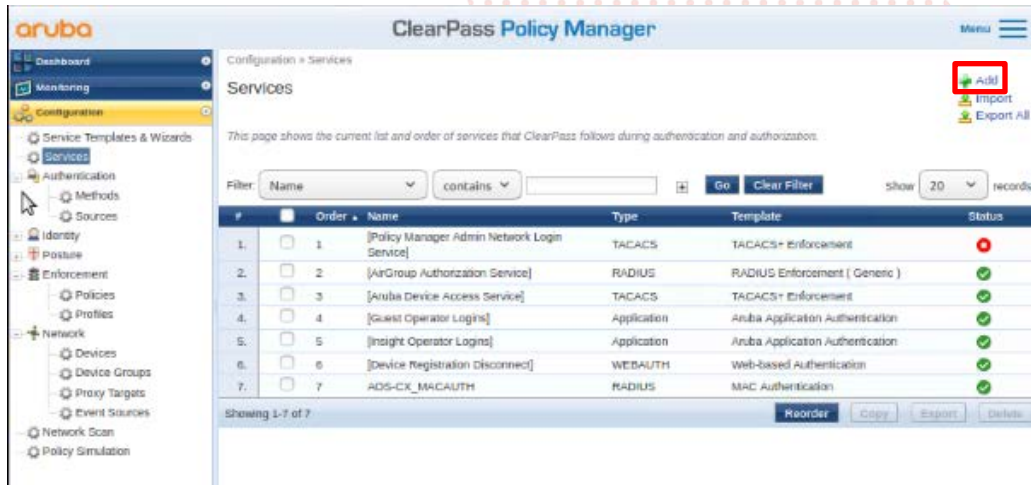 aruba
ClearPass Policy Manager
Menu
Dashboard
Monitoring
Configuration
Service Templates & Wizards
Services
Authentication
Methods
Sources
Identity
Posture
Enforcement
Policies
Profiles
Network
Devices
Device Groups
Proxy Targets
Event Sources
Network Scan
Policy Simulation
Configuration » Services
Services
Add
Import
Export All
This page shows the current list and order of services that ClearPass follows during authentication and authorization.
Filter: Name contains Go Clear Filter Show 20 records
# Order Name Type Template Status
1. 1 [Policy Manager Admin Network Login Service] TACACS TACACS+ Enforcement
2. 2 [AirGroup Authorization Service] RADIUS RADIUS Enforcement ( Generic )
3. 3 [Aruba Device Access Service] TACACS TACACS+ Enforcement
4. 4 [Guest Operator Logins] Application Aruba Application Authentication
5. 5 [Insight Operator Logins] Application Aruba Application Authentication
6. 6 [Device Registration Disconnect] WEBAUTH Web-based Authentication
7. 7 ADS-CX_MACAUTH RADIUS MAC Authentication
Showing 1-7 of 7 Reorder Copy Export Delete